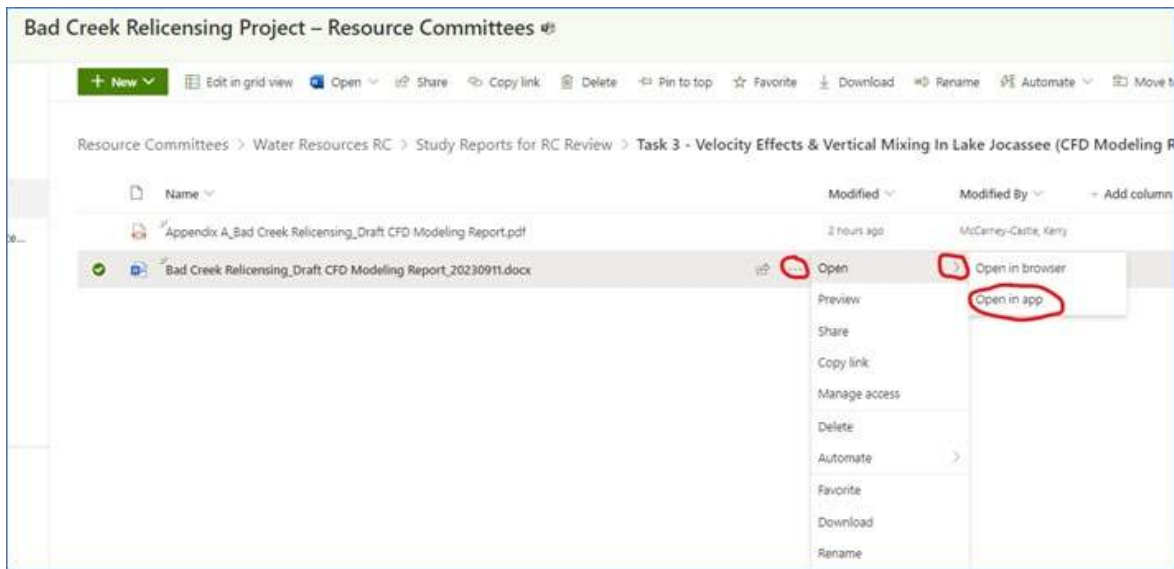 Bad Creek Relicensing Project – Resource Committees
+ New Edit in grid view Open Share Copy link Delete Pin to top Favorite Download Rename Automate Move t
Resource Committees > Water Resources RC > Study Reports for RC Review > Task 3 - Velocity Effects & Vertical Mixing In Lake Jocassee (CFD Modeling R
Name Modified Modified By + Add column
Appendix A_Bad Creek Relicensing_Draft CFD Modeling Report.pdf 2 hours ago McCarney-Castle, Kerry
Bad Creek Relicensing_Draft CFD Modeling Report_20230911.docx ... Open > Open in browser
Preview Open in app
Share
Copy link
Manage access
Delete
Automate >
Favorite
Download
Rename